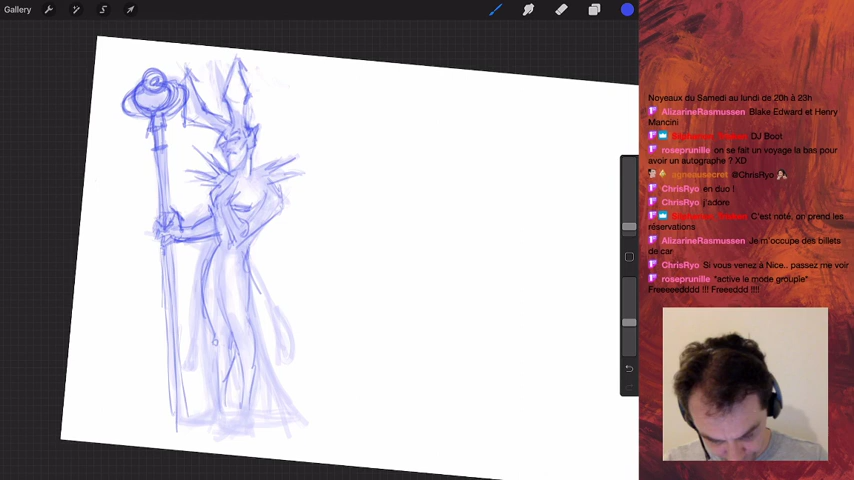 Gallery
Noyeaux du Samedi au lundi de 20h à 23h
AlizarineRasmussen Blake Edward et Henry
Mancini
DJ Boot
roseprunille on se fait un voyage la bas pour
avoir un autographe ? XD
agneausecret @ChrisRyo
ChrisRyo en duo !
ChrisRyo j'adore
C'est noté, on prend les
réservations
AlizarineRasmussen Je m'occupe des billets
de car
ChrisRyo Si vous venez à Nice.. passez me voir
roseprunille *active le mode groupie*
Freeeeedddd !!! Freeddd !!!!